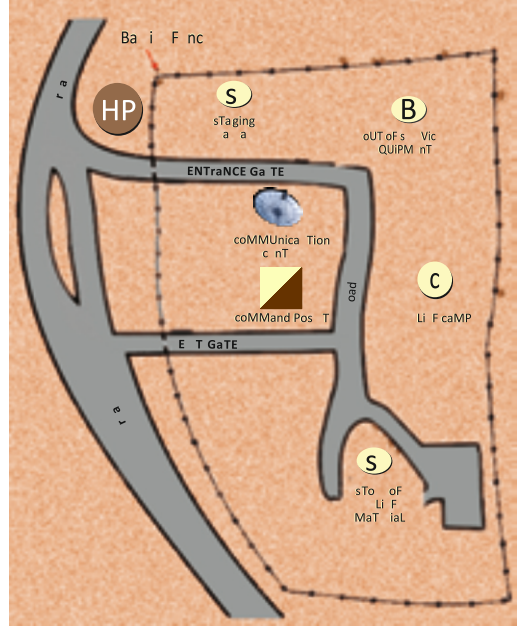 Ba i F nc
r a
HP
s
sTaging
a a
B
oUT oF s Vic
QUiPM nT
ENTraNCE Ga TE
coMMUnica Tion
c nT
oad
c
coMMand Pos T
Li F caMP
E T GaTE
r a
s
sTo oF
Li F
MaT iaL